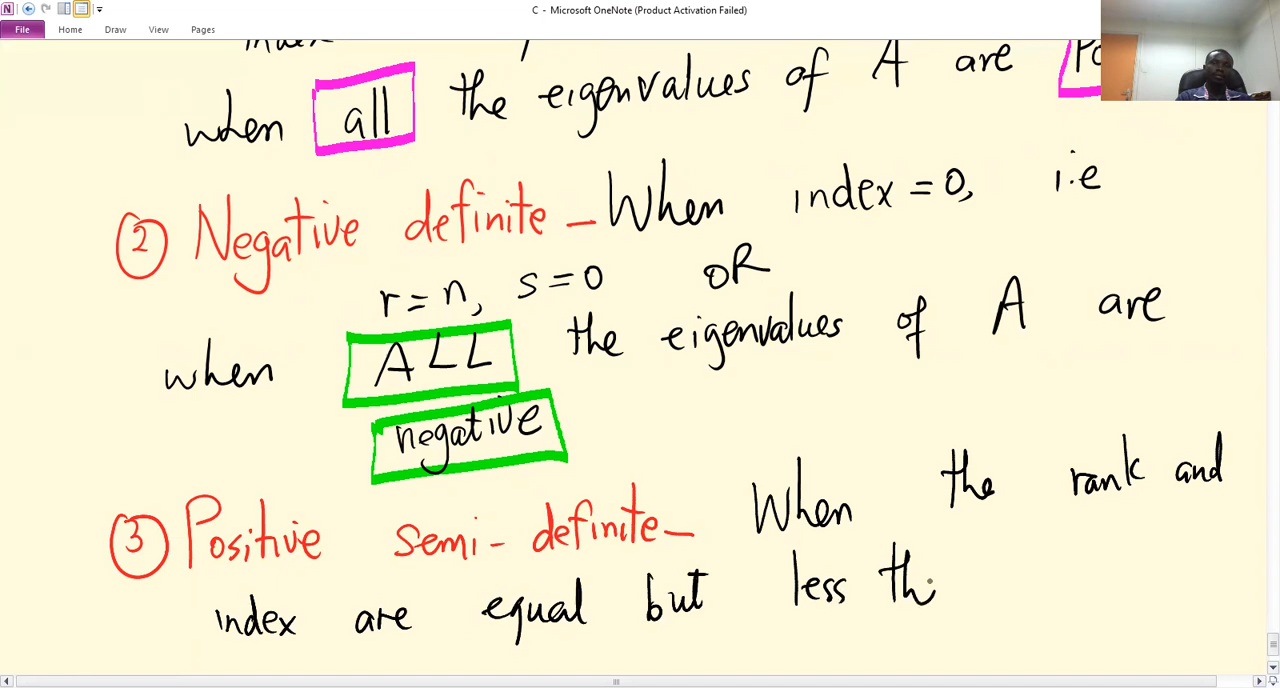 C - Microsoft OneNote (Product Activation Failed)
File Home Draw View Pages
index
when all the eigenvalues of A are
② Negative definite – When index = 0, i.e
r = n, s = 0 OR
when ALL the eigenvalues of A are
negative
③ Positive semi-definite – When the rank and
index are equal but less th